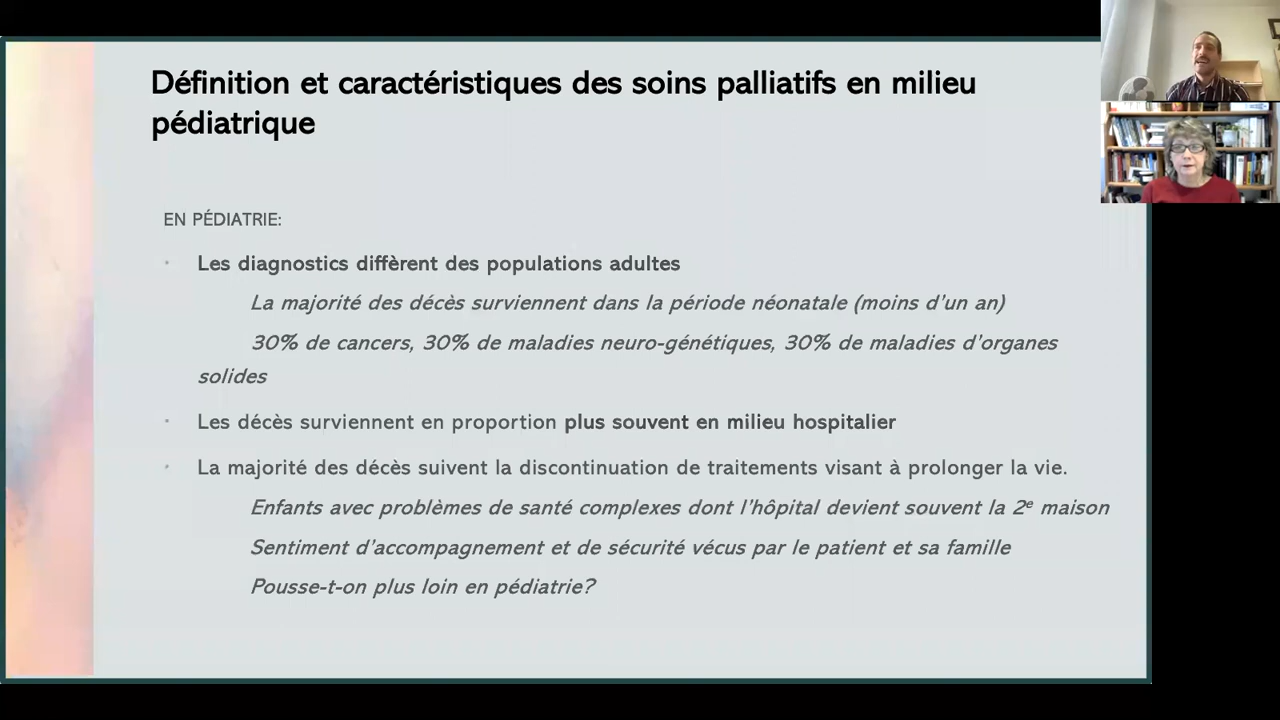 Définition et caractéristiques des soins palliatifs en milieu
pédiatrique
EN PÉDIATRIE:
· Les diagnostics diffèrent des populations adultes
La majorité des décès surviennent dans la période néonatale (moins d'un an)
30% de cancers, 30% de maladies neuro-génétiques, 30% de maladies d'organes
solides
· Les décès surviennent en proportion plus souvent en milieu hospitalier
· La majorité des décès suivent la discontinuation de traitements visant à prolonger la vie.
Enfants avec problèmes de santé complexes dont l'hôpital devient souvent la 2e maison
Sentiment d'accompagnement et de sécurité vécus par le patient et sa famille
Pousse-t-on plus loin en pédiatrie?